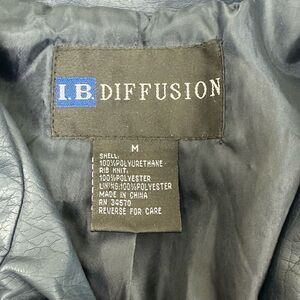 I.B. DIFFUSION
M
SHELL:
100%POLYURETHANE
RIB KNIT:
100%POLYESTER
LINING:100%POLYESTER
MADE IN CHINA
RN 34570
REVERSE FOR CARE